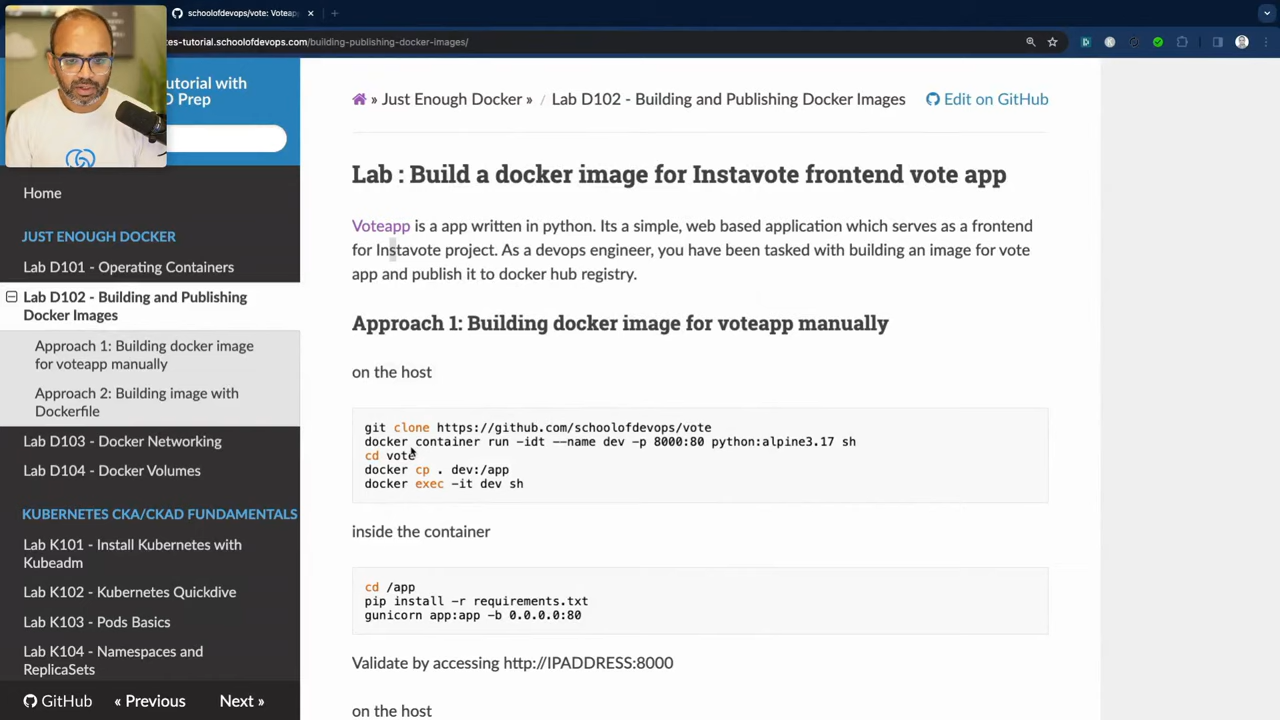 schoolofdevops/vote: Voteapp
es-tutorial.schoolofdevops.com/building-publishing-docker-images/
utorial with
D Prep
Home
JUST ENOUGH DOCKER
Lab D101 - Operating Containers
Lab D102 - Building and Publishing
Docker Images
Approach 1: Building docker image
for voteapp manually
Approach 2: Building image with
Dockerfile
Lab D103 - Docker Networking
Lab D104 - Docker Volumes
KUBERNETES CKA/CKAD FUNDAMENTALS
Lab K101 - Install Kubernetes with
Kubeadm
Lab K102 - Kubernetes Quickdive
Lab K103 - Pods Basics
Lab K104 - Namespaces and
ReplicaSets
GitHub « Previous Next »
» Just Enough Docker » / Lab D102 - Building and Publishing Docker Images Edit on GitHub
Lab : Build a docker image for Instavote frontend vote app
Voteapp is a app written in python. Its a simple, web based application which serves as a frontend
for Instavote project. As a devops engineer, you have been tasked with building an image for vote
app and publish it to docker hub registry.
Approach 1: Building docker image for voteapp manually
on the host
git clone https://github.com/schoolofdevops/vote
docker container run -idt --name dev -p 8000:80 python:alpine3.17 sh
cd vote
docker cp . dev:/app
docker exec -it dev sh
inside the container
cd /app
pip install -r requirements.txt
gunicorn app:app -b 0.0.0.0:80
Validate by accessing http://IPADDRESS:8000
on the host